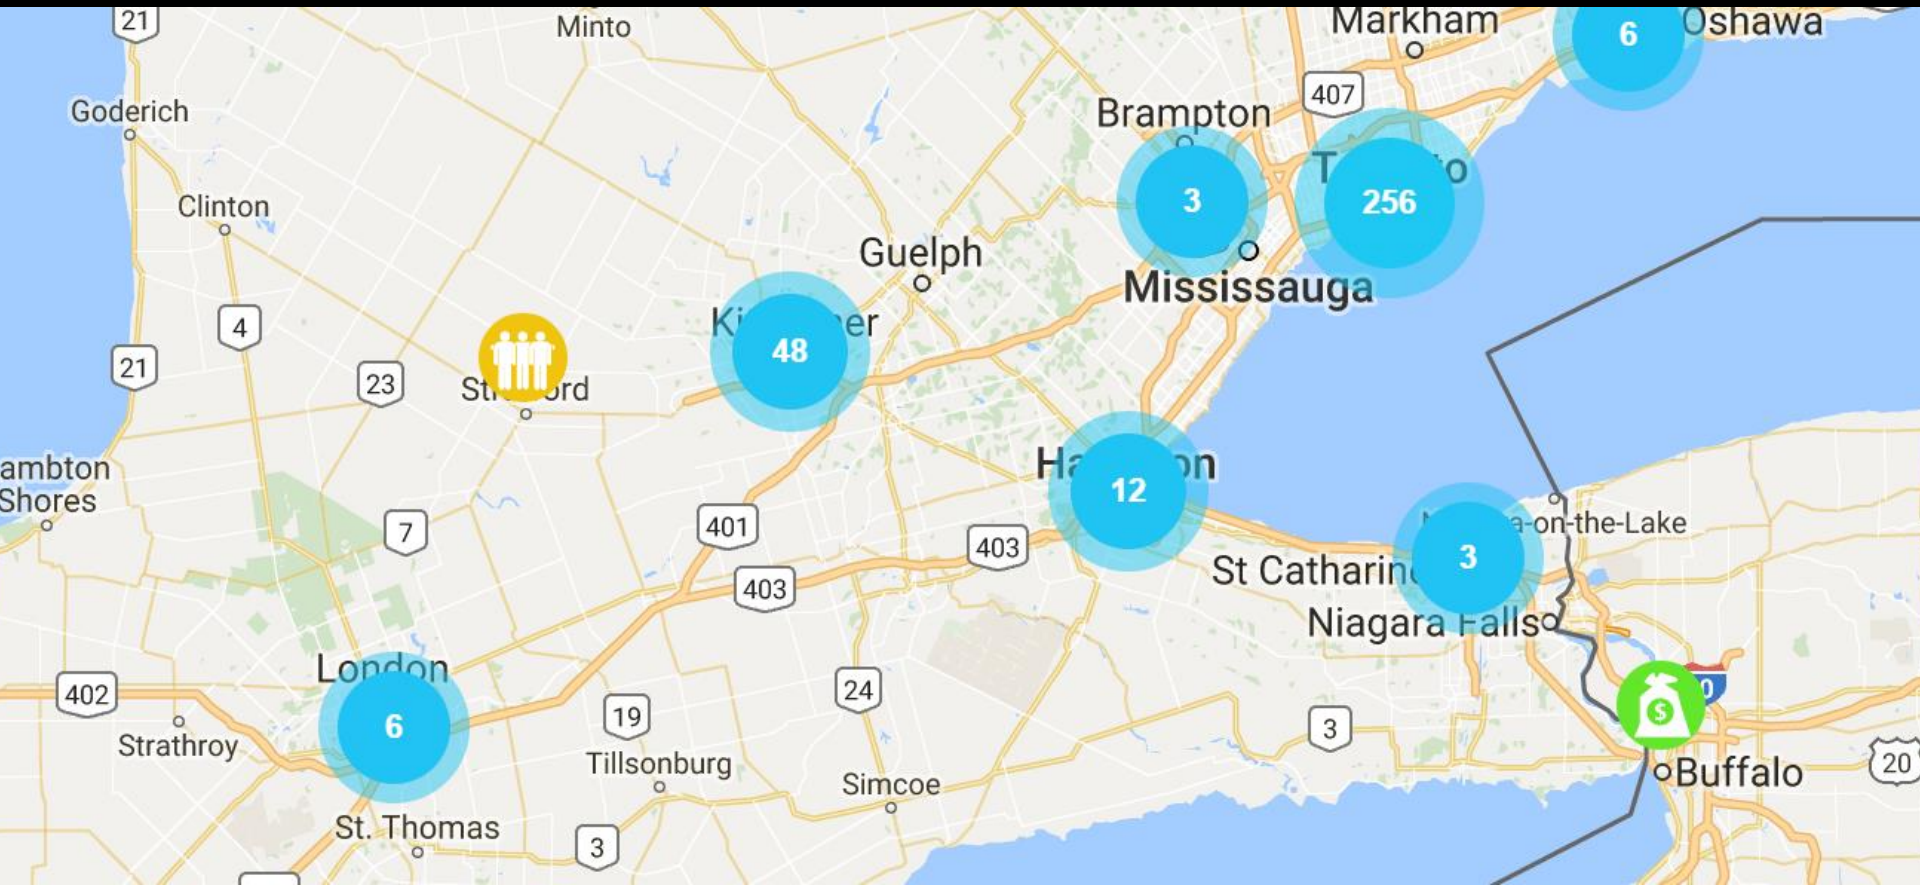 21
Minto
Markham
6
Oshawa
Goderich
407
Brampton
3
256
Clinton
Guelph
Mississauga
4
48
21
23
12
ambton
Shores
7
401
403
403
a-on-the-Lake
3
St Catharin
Niagara Falls
London
402
24
0
6
19
3
Strathroy
Tillsonburg
Simcoe
$
Buffalo
20
St. Thomas
3